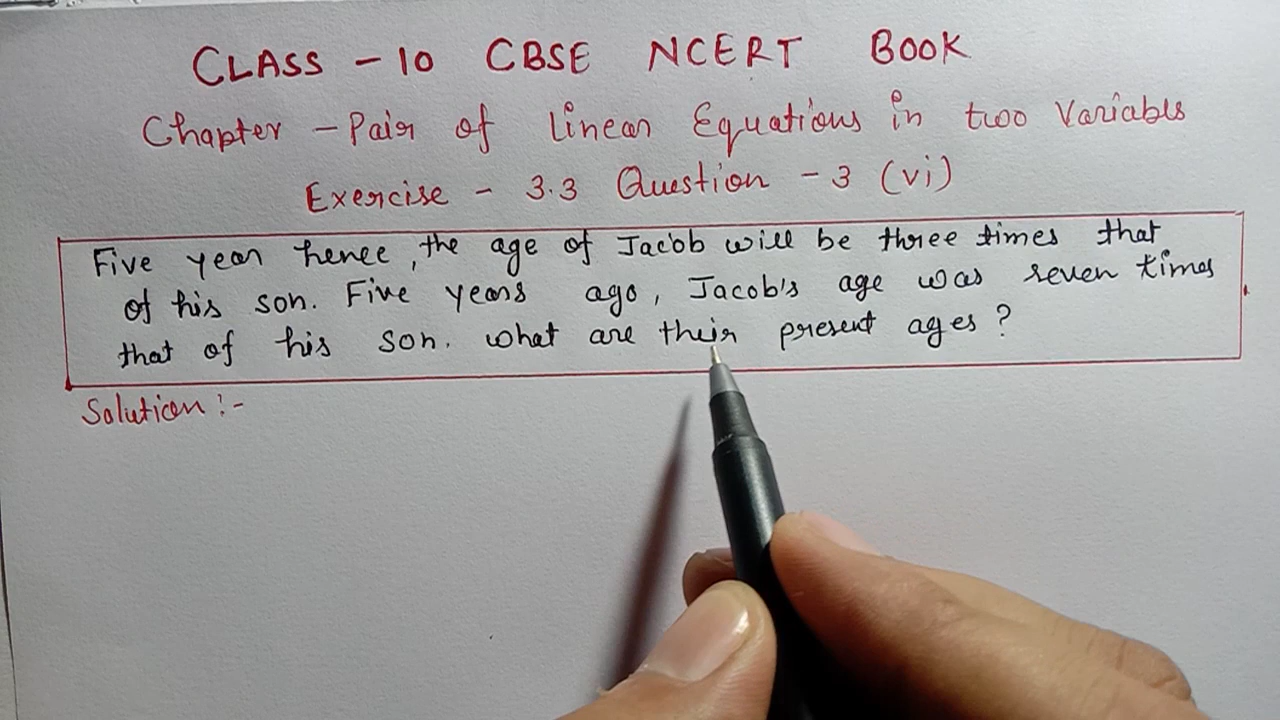 CLASS - 10 CBSE NCERT BOOK
Chapter - Pair of Linear Equations in two Variables
Exercise - 3.3 Question - 3 (vi)
Five year hence, the age of Jacob will be three times that
of his son. Five years ago, Jacob's age was seven times
that of his son. what are their present ages?
Solution :-